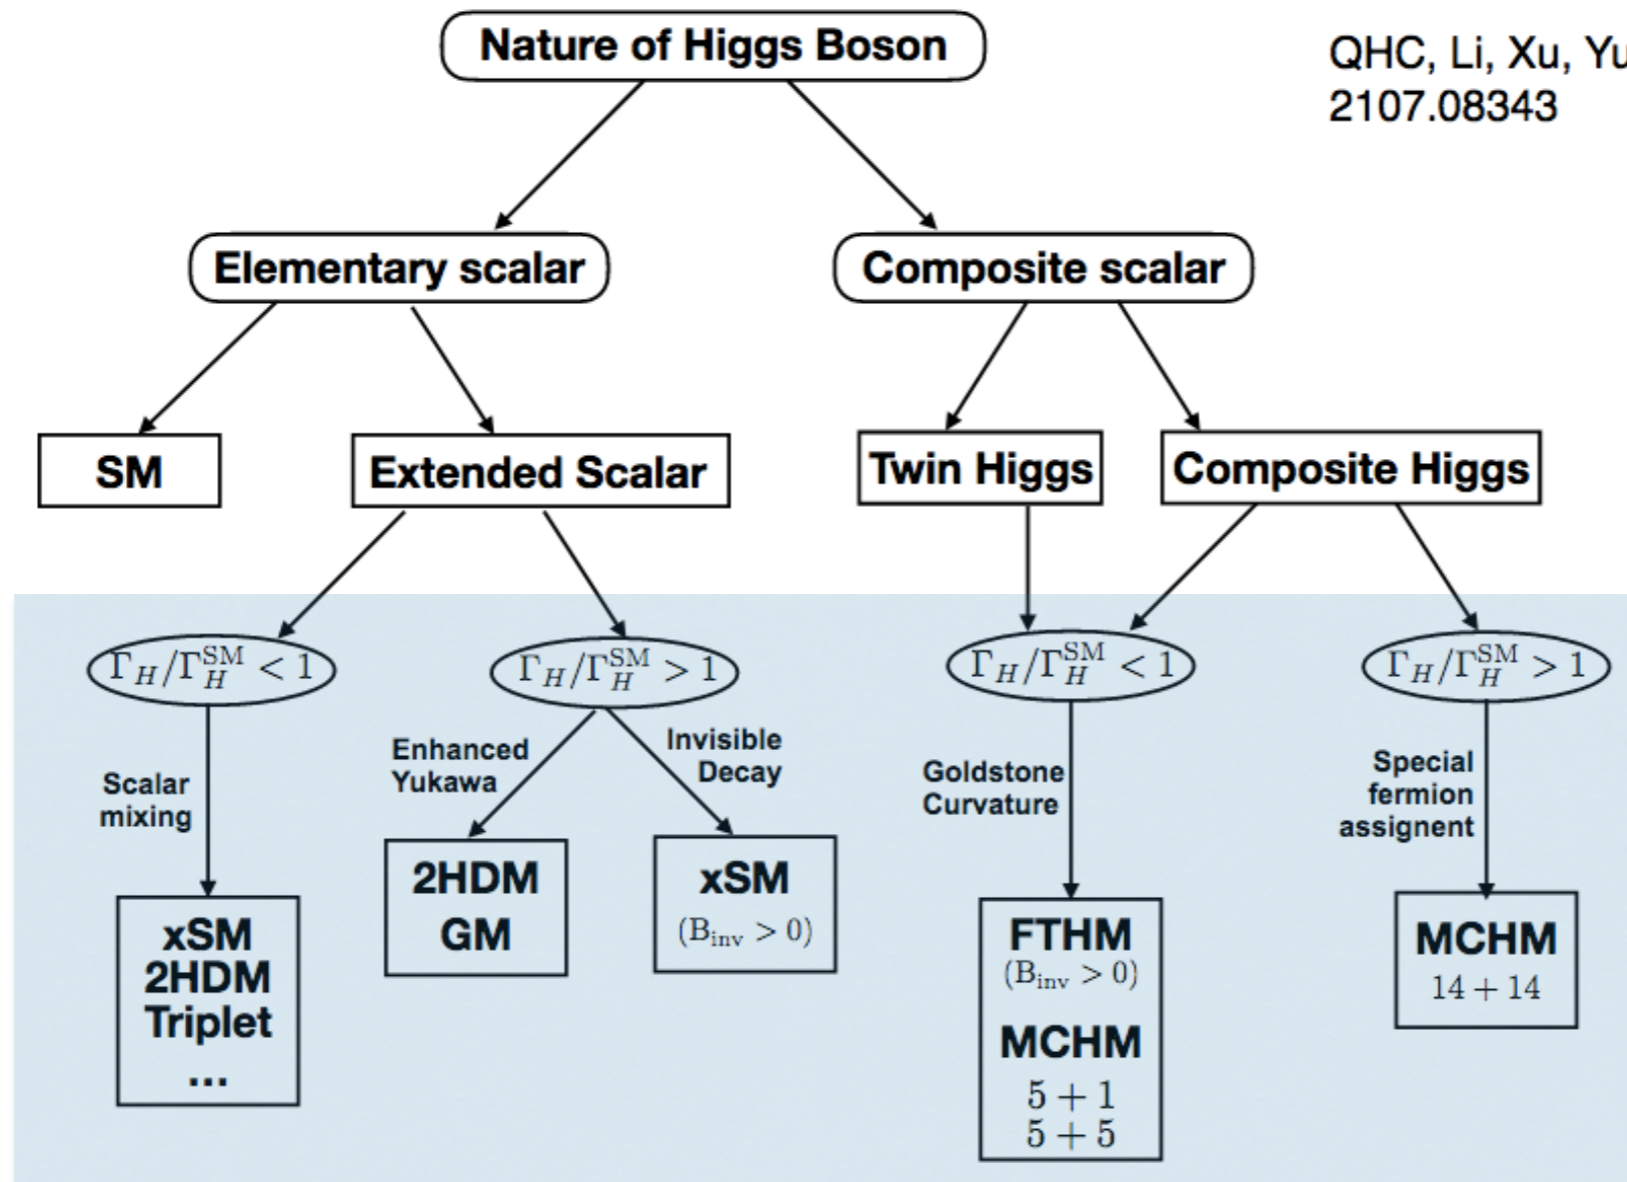 Nature of Higgs Boson
QHC, Li, Xu, Yu
2107.08343
Elementary scalar
Composite scalar
SM
Extended Scalar
Twin Higgs
Composite Higgs
Γ_H/Γ_H^SM < 1
Γ_H/Γ_H^SM > 1
Γ_H/Γ_H^SM < 1
Γ_H/Γ_H^SM > 1
Scalar
mixing
Enhanced
Yukawa
Invisible
Decay
Goldstone
Curvature
Special
fermion
assignent
xSM
2HDM
Triplet
...
2HDM
GM
xSM
(B_inv > 0)
FTHM
(B_inv > 0)
MCHM
5 + 1
5 + 5
MCHM
14 + 14